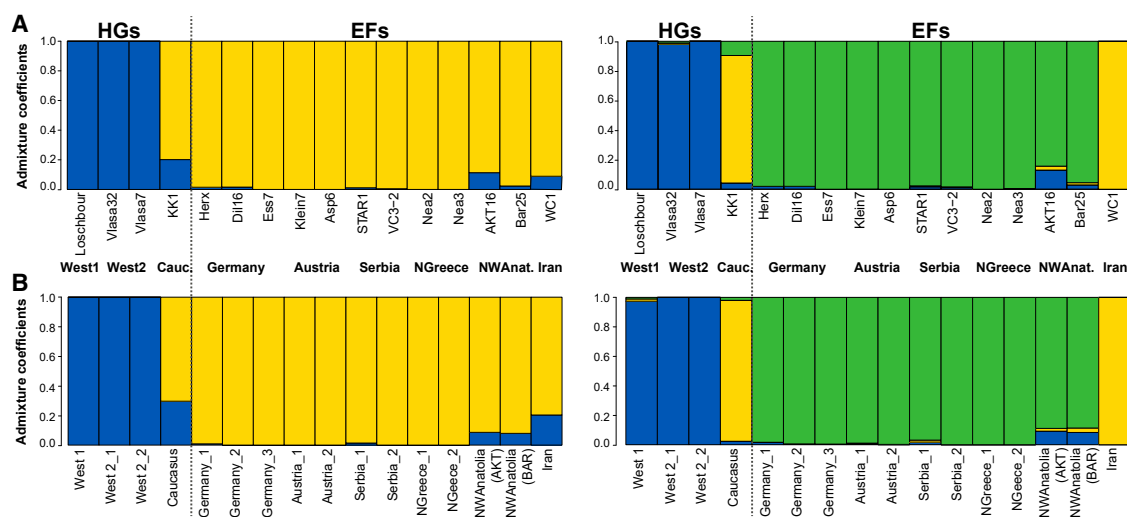 A
HGs EFs
HGs EFs
Admixture coefficients
1.0
0.8
0.6
0.4
0.2
0.0
Loschbour
Vlasa32
Vlasa7
KK1
Herx
Dil16
Ess7
Klein7
Asp6
STAR1
VC3-2
Nea2
Nea3
AKT16
Bar25
WC1
Admixture coefficients
1.0
0.8
0.6
0.4
0.2
0.0
Loschbour
Vlasa32
Vlasa7
KK1
Herx
Dil16
Ess7
Klein7
Asp6
STAR1
VC3-2
Nea2
Nea3
AKT16
Bar25
WC1
West1 West2 Cauc. Germany Austria Serbia NGreece NWAnat. Iran
West1 West2 Cauc. Germany Austria Serbia NGreece NWAnat. Iran
B
Admixture coefficients
1.0
0.8
0.6
0.4
0.2
0.0
West 1
West 2_1
West 2_2
Caucasus
Germany_1
Germany_2
Germany_3
Austria_1
Austria_2
Serbia_1
Serbia_2
NGreece_1
NGreece_2
NWAnatolia
(AKT)
NWAnatolia
(BAR)
Iran
Admixture coefficients
1.0
0.8
0.6
0.4
0.2
0.0
West 1
West 2_1
West 2_2
Caucasus
Germany_1
Germany_2
Germany_3
Austria_1
Austria_2
Serbia_1
Serbia_2
NGreece_1
NGeece_2
NWAnatolia
(AKT)
NWAnatolia
(BAR)
Iran